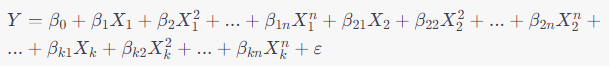 Y = β₀ + β₁X₁ + β₂X₁² + ... + β₁ₙX₁ⁿ + β₂₁X₂ + β₂₂X₂² + ... + β₂ₙX₂ⁿ +
... + βₖ₁Xₖ + βₖ₂Xₖ² + ... + βₖₙXₖⁿ + ε